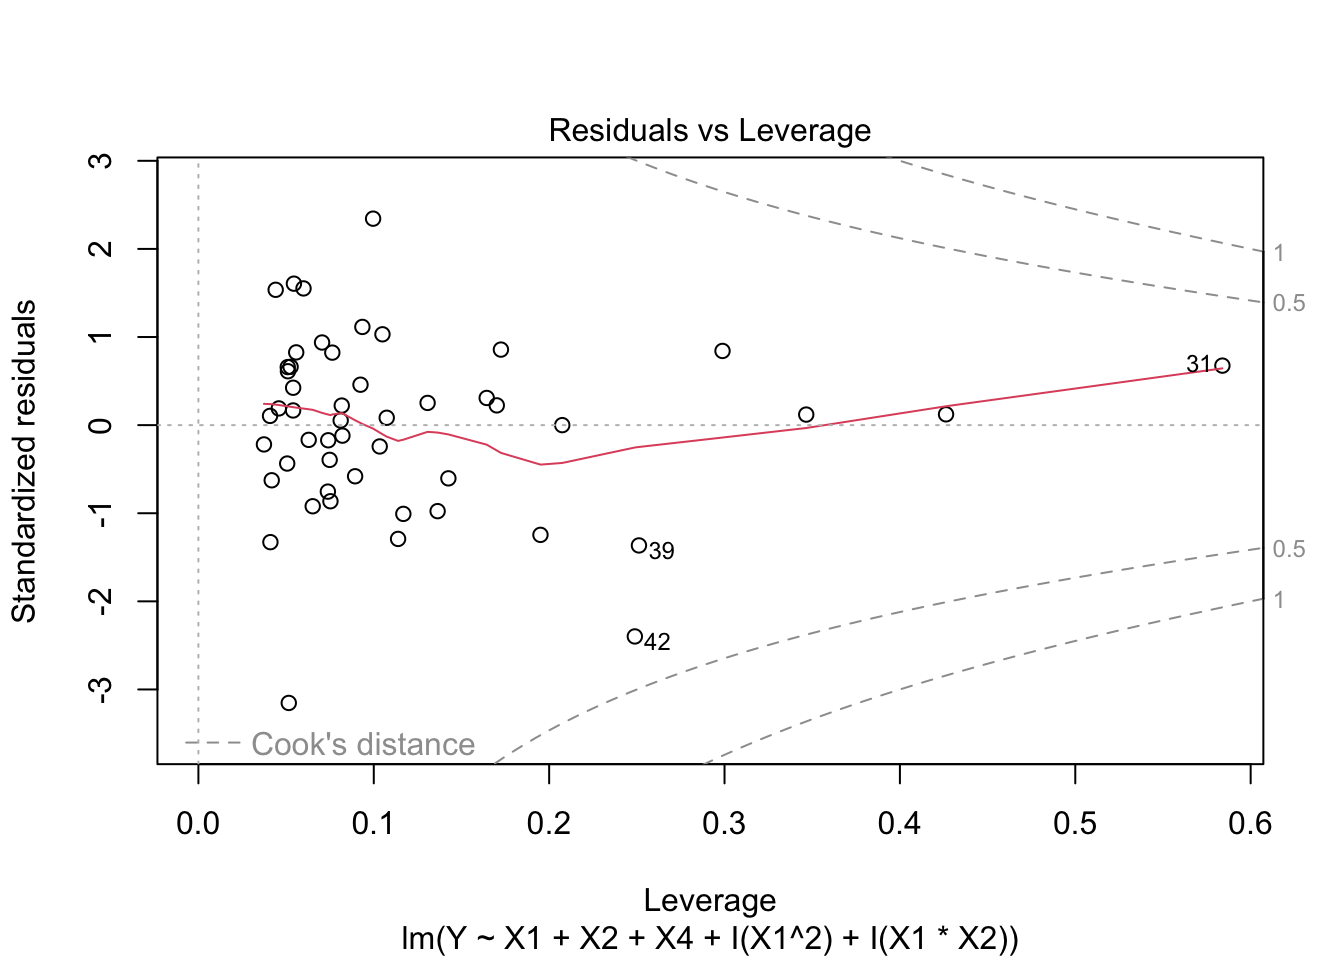 Residuals vs Leverage
Standardized residuals
3
2
1
0
-1
-2
-3
31
39
42
1
0.5
0.5
1
Cook's distance
0.0 0.1 0.2 0.3 0.4 0.5 0.6
Leverage
lm(Y ~ X1 + X2 + X4 + I(X1^2) + I(X1 * X2))